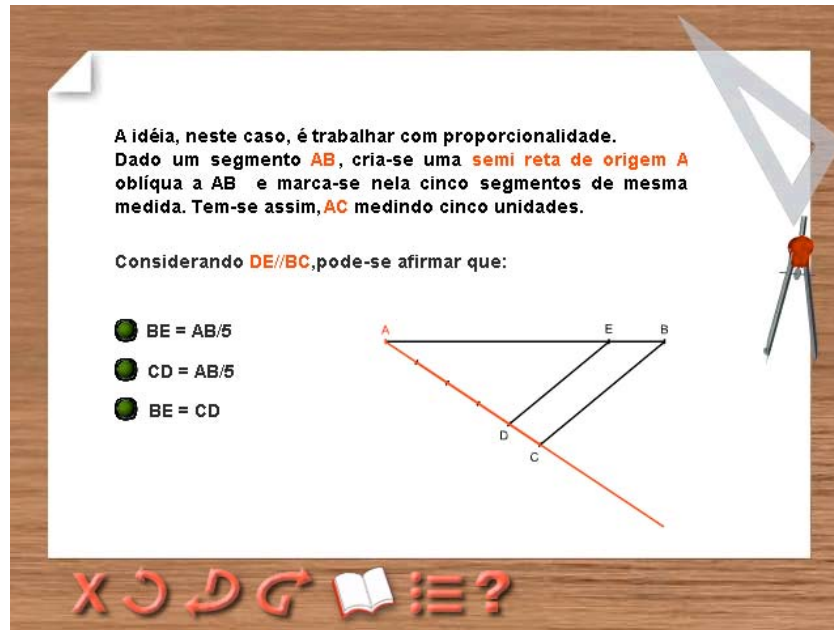 A idéia, neste caso, é trabalhar com proporcionalidade.
Dado um segmento AB, cria-se uma semi reta de origem A
oblíqua a AB e marca-se nela cinco segmentos de mesma
medida. Tem-se assim, AC medindo cinco unidades.
Considerando DE//BC,pode-se afirmar que:
BE = AB/5
CD = AB/5
BE = CD
A
E
B
D
C
X
?